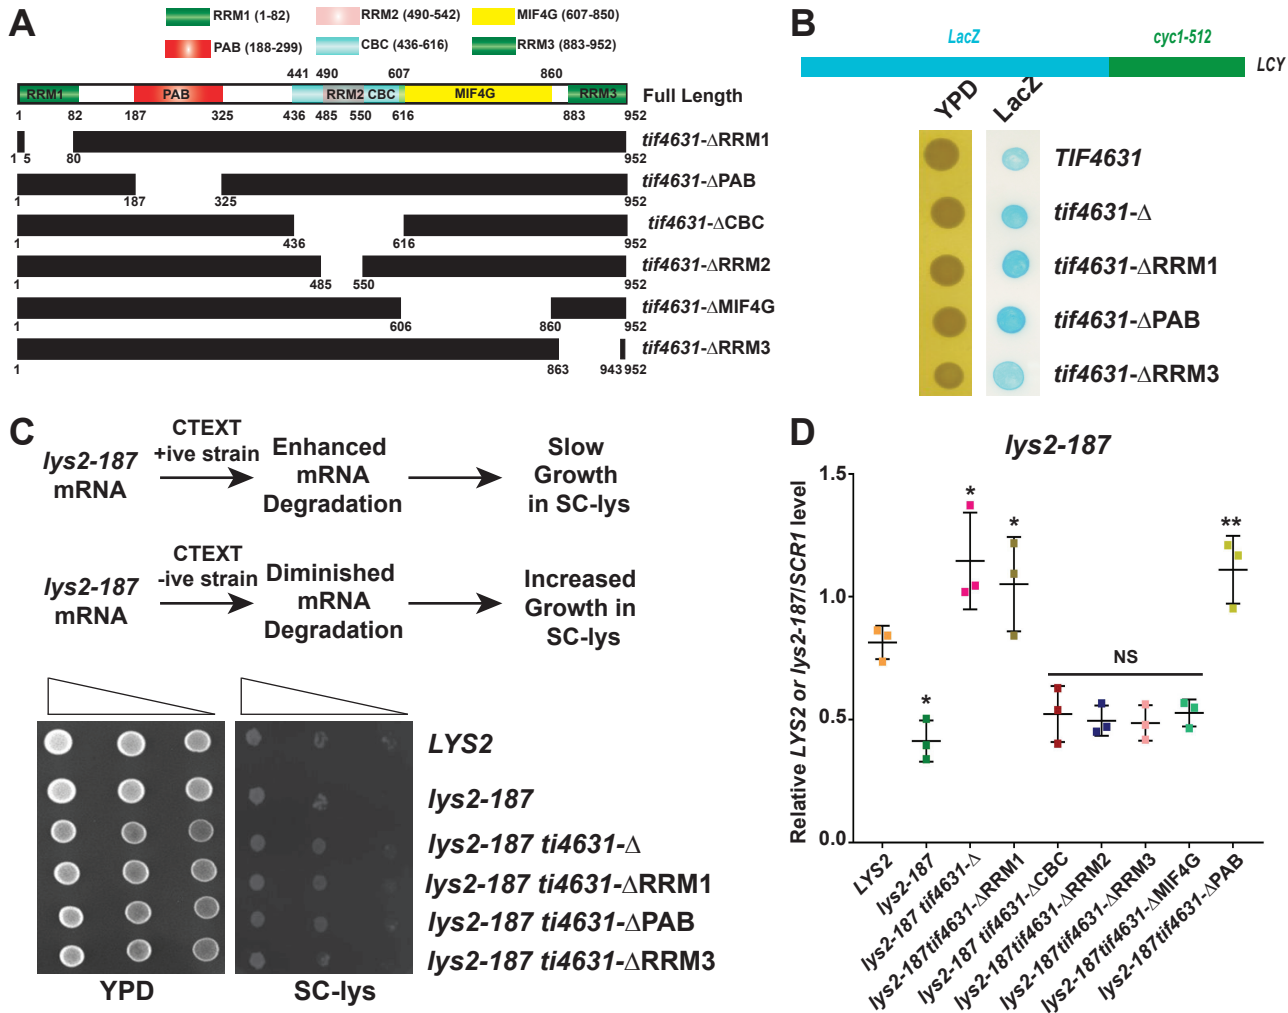 A
RRM1 (1-82)
RRM2 (490-542)
MIF4G (607-850)
PAB (188-299)
CBC (436-616)
RRM3 (883-952)
441 490 607 860
RRM1 PAB RRM2 CBC MIF4G RRM3 Full Length
1 82 187 325 436 485 550 616 883 952
tif4631-ΔRRM1
1 5 80 952
tif4631-ΔPAB
1 187 325 952
tif4631-ΔCBC
1 436 616 952
tif4631-ΔRRM2
1 485 550 952
tif4631-ΔMIF4G
1 606 860 952
tif4631-ΔRRM3
1 863 943 952
B
LacZ cyc1-512
LCY
YPD LacZ
TIF4631
tif4631-Δ
tif4631-ΔRRM1
tif4631-ΔPAB
tif4631-ΔRRM3
C
lys2-187
mRNA
CTEXT
+ive strain
Enhanced
mRNA
Degradation
Slow
Growth
in SC-lys
lys2-187
mRNA
CTEXT
-ive strain
Diminished
mRNA
Degradation
Increased
Growth in
SC-lys
LYS2
lys2-187
lys2-187 ti4631-Δ
lys2-187 ti4631-ΔRRM1
lys2-187 ti4631-ΔPAB
lys2-187 ti4631-ΔRRM3
YPD SC-lys
D
lys2-187
Relative LYS2 or lys2-187/SCR1 level
1.5
1.0
0.5
0.0
* * * **
NS
LYS2
lys2-187
lys2-187 tif4631-Δ
lys2-187tif4631-ΔRRM1
lys2-187 tif4631-ΔCBC
lys2-187tif4631-ΔRRM2
lys2-187tif4631-ΔRRM3
lys2-187tif4631-ΔMIF4G
lys2-187tif4631-ΔPAB